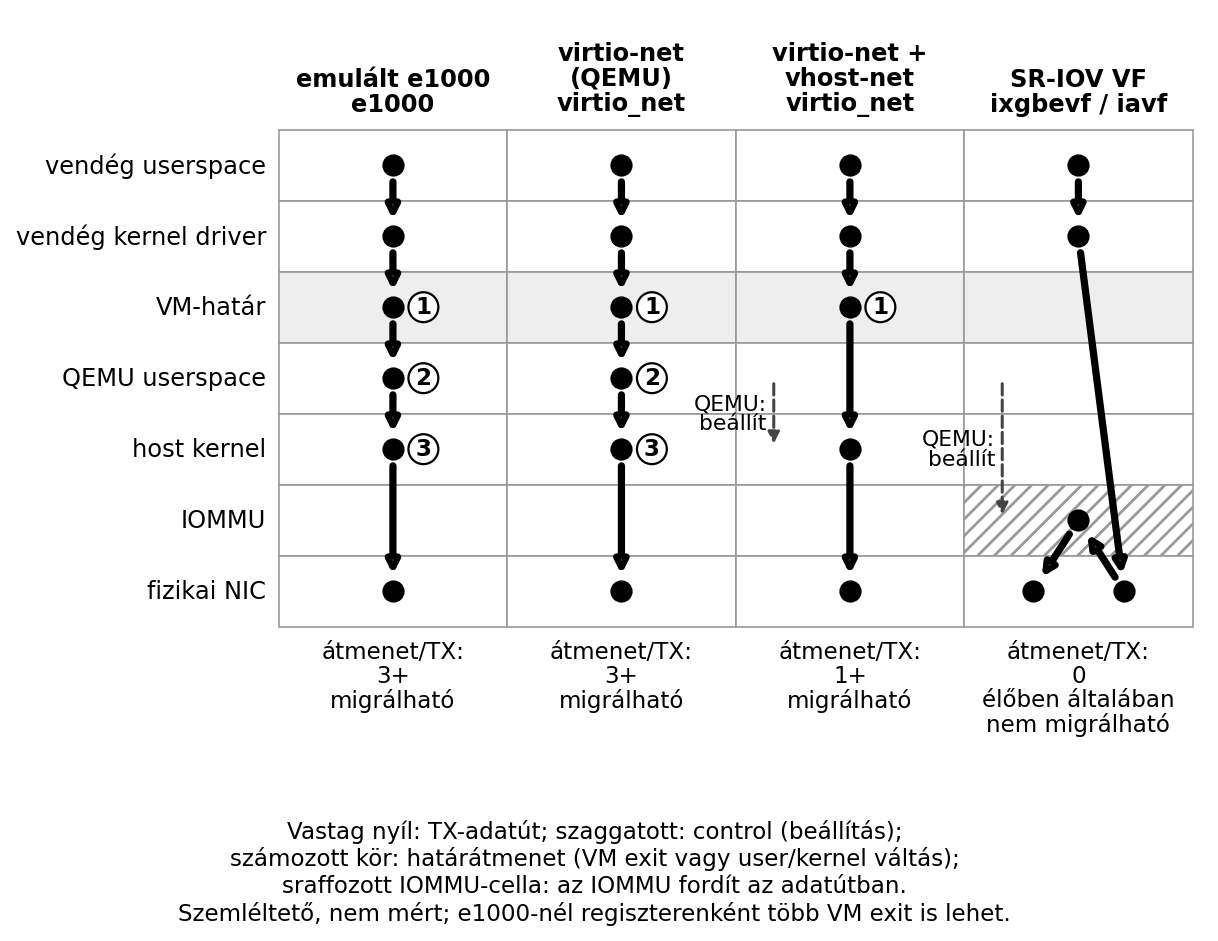 emulált e1000
e1000
virtio-net
(QEMU)
virtio_net
virtio-net +
vhost-net
virtio_net
SR-IOV VF
ixgbevf / iavf
vendég userspace
vendég kernel driver
VM-határ
1
1
1
QEMU userspace
2
2
QEMU:
beállít
host kernel
3
3
QEMU:
beállít
IOMMU
fizikai NIC
átmenet/TX:
3+
migrálható
átmenet/TX:
3+
migrálható
átmenet/TX:
1+
migrálható
átmenet/TX:
0
élőben általában
nem migrálható
Vastag nyíl: TX-adatút; szaggatott: control (beállítás);
számozott kör: határátmenet (VM exit vagy user/kernel váltás);
sraffozott IOMMU-cella: az IOMMU fordít az adatútban.
Szemléltető, nem mért; e1000-nél regiszterenként több VM exit is lehet.